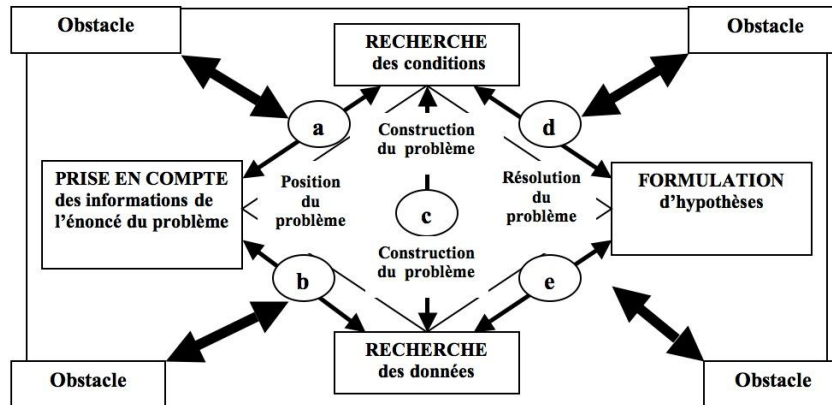 Obstacle
Obstacle
RECHERCHE
des conditions
a
d
Construction
du problème
PRISE EN COMPTE
des informations de
l'énoncé du problème
Position
du
problème
c
Résolution
du
problème
FORMULATION
d'hypothèses
Construction
du problème
b
e
RECHERCHE
des données
Obstacle
Obstacle